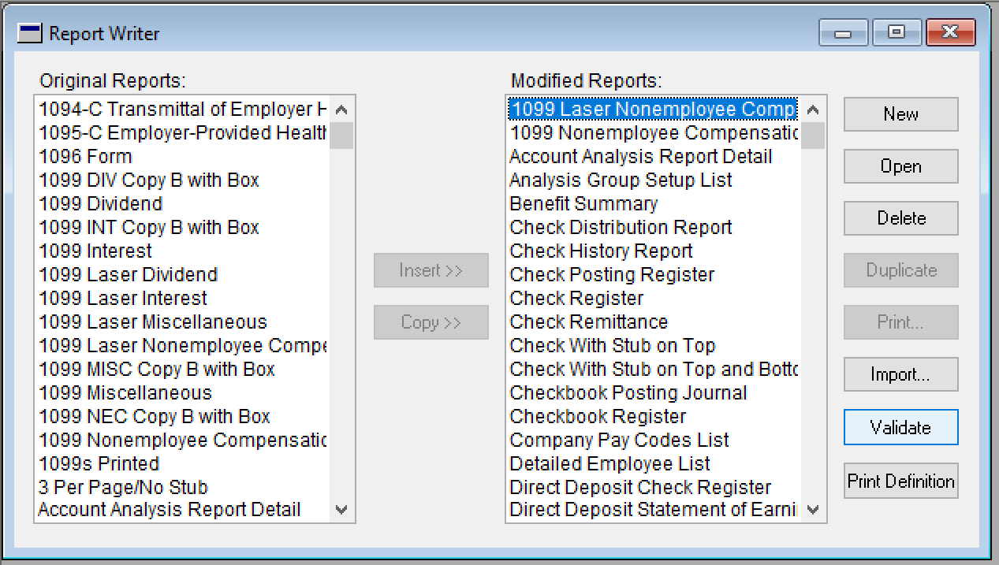 Report Writer
Original Reports:
1094-C Transmittal of Employer H
1095-C Employer-Provided Health
1096 Form
1099 DIV Copy B with Box
1099 Dividend
1099 INT Copy B with Box
1099 Interest
1099 Laser Dividend
1099 Laser Interest
1099 Laser Miscellaneous
1099 Laser Nonemployee Compe
1099 MISC Copy B with Box
1099 Miscellaneous
1099 NEC Copy B with Box
1099 Nonemployee Compensatic
1099s Printed
3 Per Page/No Stub
Account Analysis Report Detail
Insert >>
Copy >>
Modified Reports:
1099 Laser Nonemployee Comp
1099 Nonemployee Compensatic
Account Analysis Report Detail
Analysis Group Setup List
Benefit Summary
Check Distribution Report
Check History Report
Check Posting Register
Check Register
Check Remittance
Check With Stub on Top
Check With Stub on Top and Botto
Checkbook Posting Journal
Checkbook Register
Company Pay Codes List
Detailed Employee List
Direct Deposit Check Register
Direct Deposit Statement of Earni
New
Open
Delete
Duplicate
Print...
Import...
Validate
Print Definition